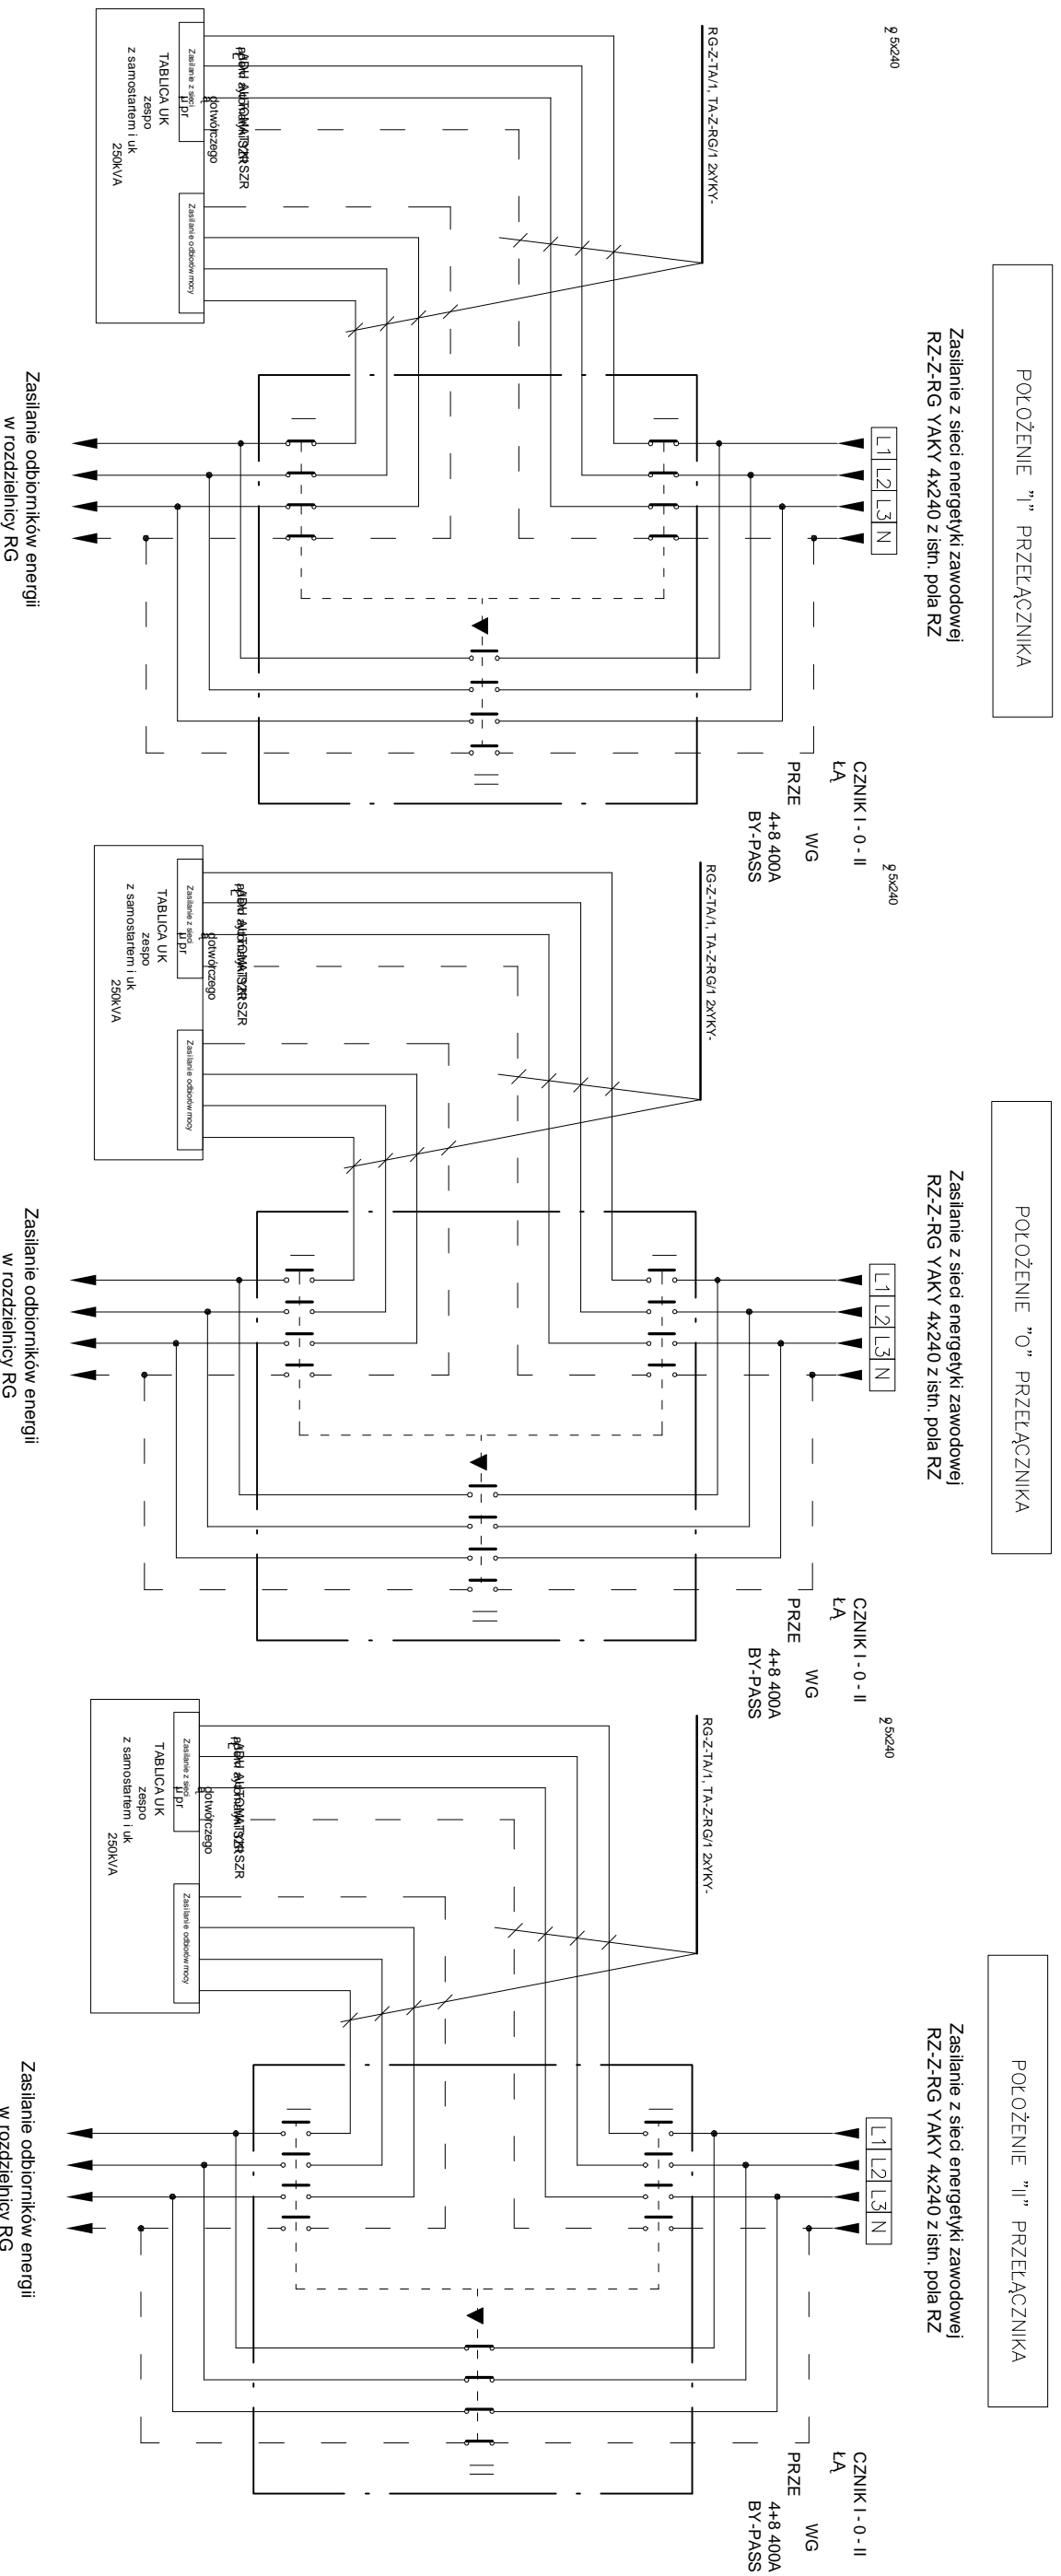 POŁOŻENIE "I" PRZEŁĄCZNIKA
Zasilanie z sieci energetyki zawodowej
RZ-Z-RG YAKY 4x240 z istn. pola RZ
L1 L2 L3 N
5x240
RG-Z-TA/1, TA-Z-RG/1 2xYKY-
CZNIK I - 0 - II
ŁĄ
WG
PRZE
4+8 400A
BY-PASS
dotwórczego
Zasilanie z sieci
Zasilanie odbiorów mocy
TABLICA UK
zespo
z samostartem i uk
250kVA
I
I
II
Zasilanie odbiorników energii
w rozdzielnicy RG
POŁOŻENIE "O" PRZEŁĄCZNIKA
Zasilanie z sieci energetyki zawodowej
RZ-Z-RG YAKY 4x240 z istn. pola RZ
L1 L2 L3 N
5x240
RG-Z-TA/1, TA-Z-RG/1 2xYKY-
CZNIK I - 0 - II
ŁĄ
WG
PRZE
4+8 400A
BY-PASS
dotwórczego
Zasilanie z sieci
Zasilanie odbiorów mocy
TABLICA UK
zespo
z samostartem i uk
250kVA
I
I
II
Zasilanie odbiorników energii
w rozdzielnicy RG
POŁOŻENIE "II" PRZEŁĄCZNIKA
Zasilanie z sieci energetyki zawodowej
RZ-Z-RG YAKY 4x240 z istn. pola RZ
L1 L2 L3 N
5x240
RG-Z-TA/1, TA-Z-RG/1 2xYKY-
CZNIK I - 0 - II
ŁĄ
WG
PRZE
4+8 400A
BY-PASS
dotwórczego
Zasilanie z sieci
Zasilanie odbiorów mocy
TABLICA UK
zespo
z samostartem i uk
250kVA
I
I
II
Zasilanie odbiorników energii
w rozdzielnicy RG